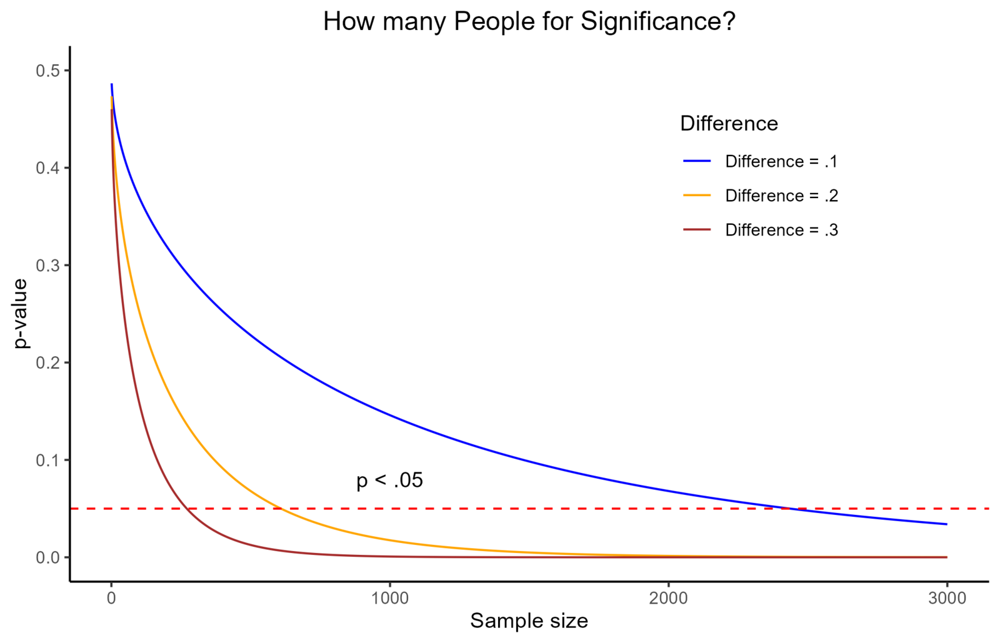 How many People for Significance?
0.5
0.4
0.3
0.2
0.1
0.0
p-value
Difference
Difference = .1
Difference = .2
Difference = .3
p < .05
0
1000
2000
3000
Sample size